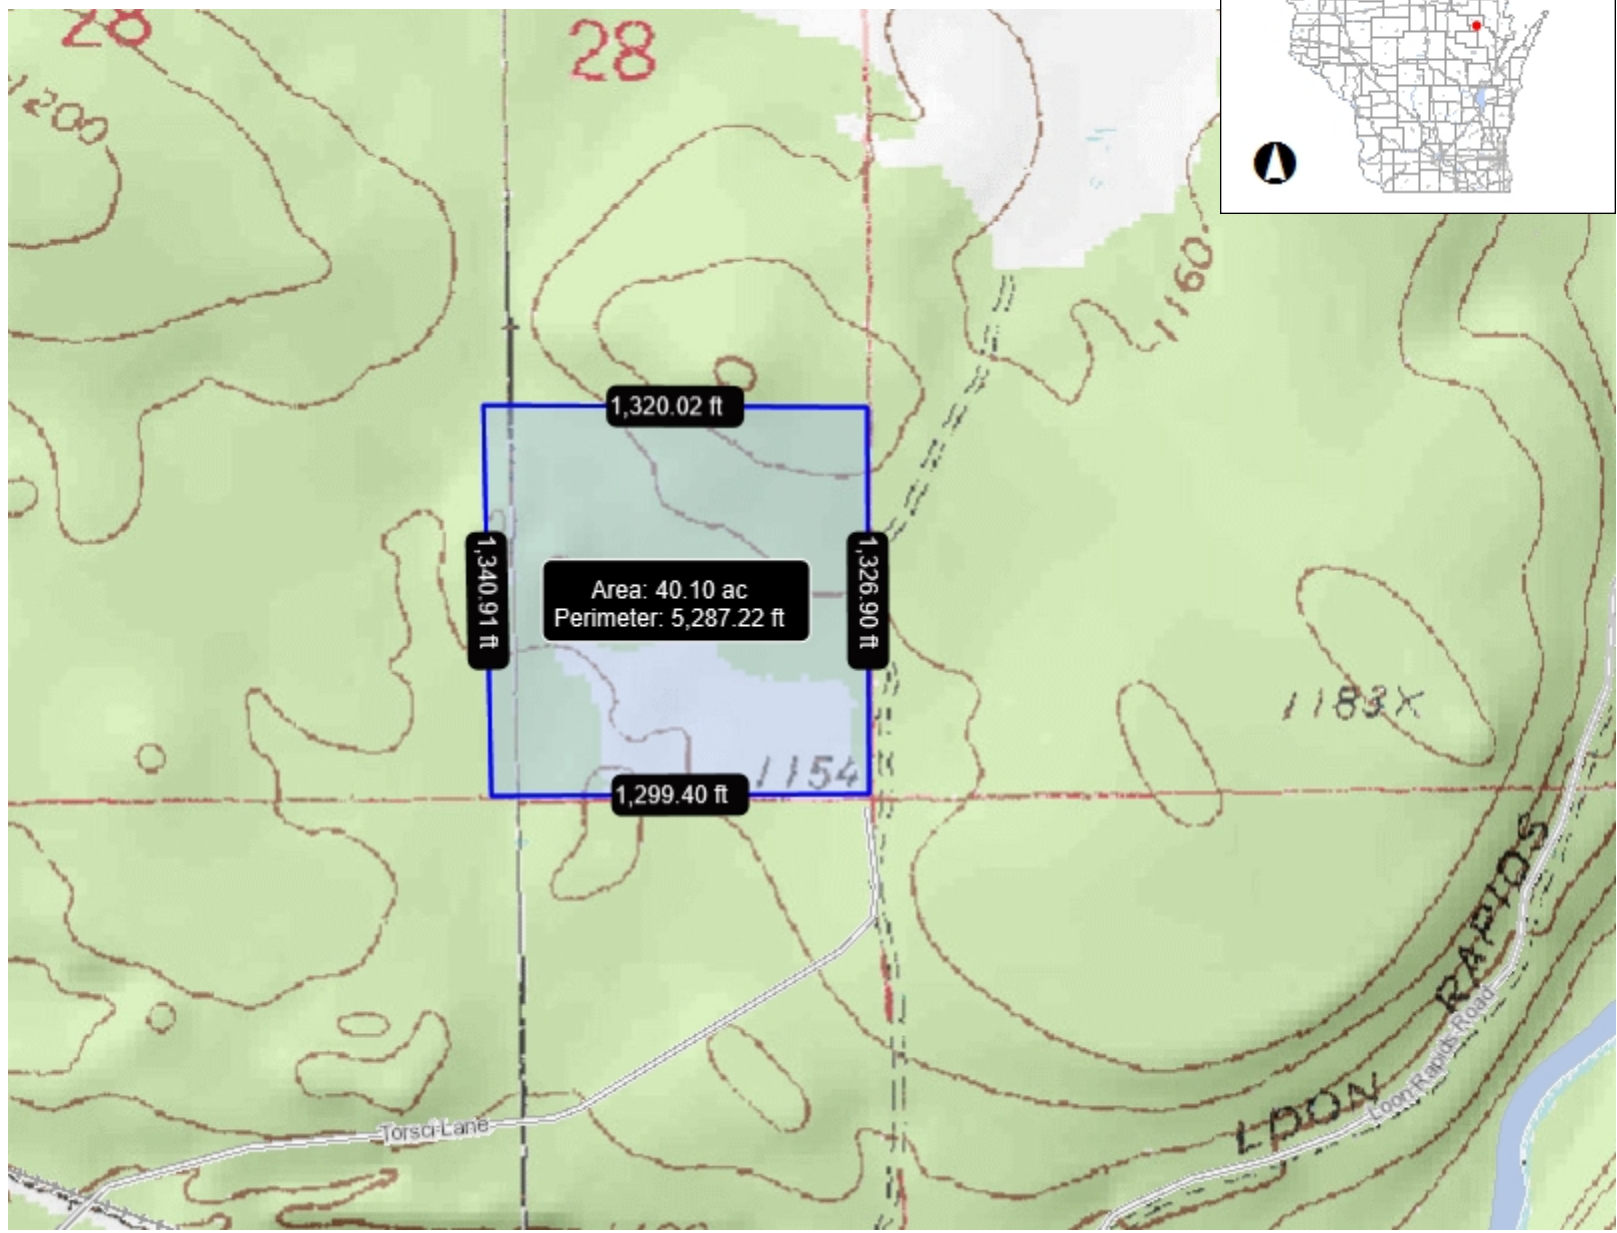 28
28
1200
1160
1,320.02 ft
1,340.91 ft
Area: 40.10 ac
Perimeter: 5,287.22 ft
1,326.90 ft
1183X
1154
1,299.40 ft
LOON RAPIDS
Loon-Rapids-Road
Torsci-Lane